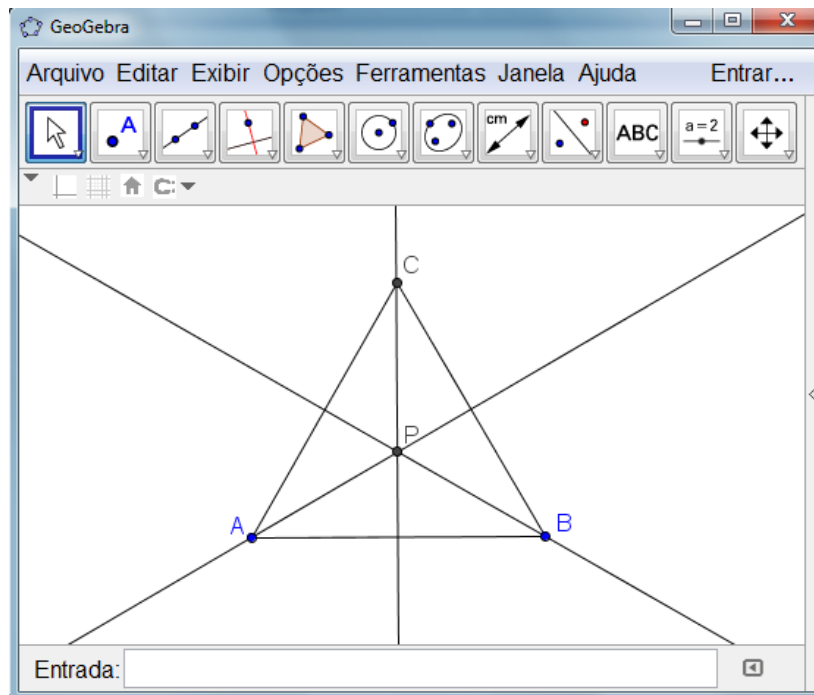 GeoGebra
Arquivo Editar Exibir Opções Ferramentas Janela Ajuda Entrar...
A cm ABC a=2
C
P
A B
Entrada: